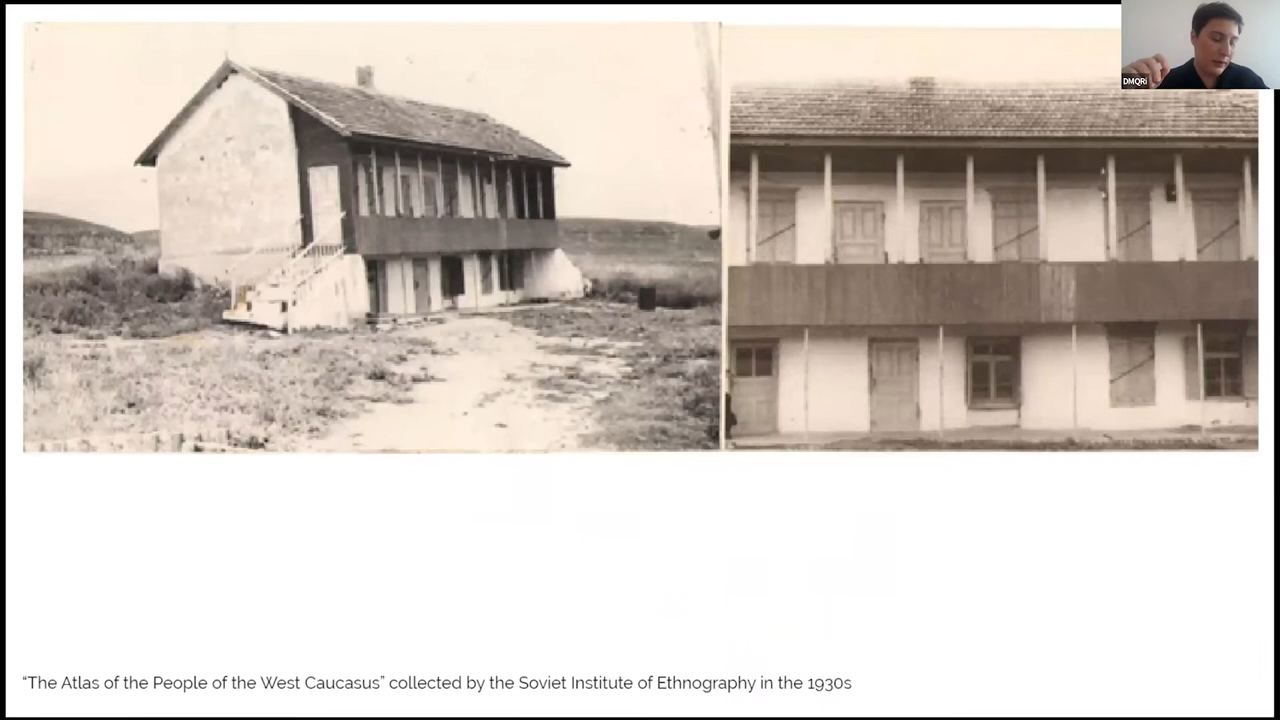 DMQRi
“The Atlas of the People of the West Caucasus” collected by the Soviet Institute of Ethnography in the 1930s